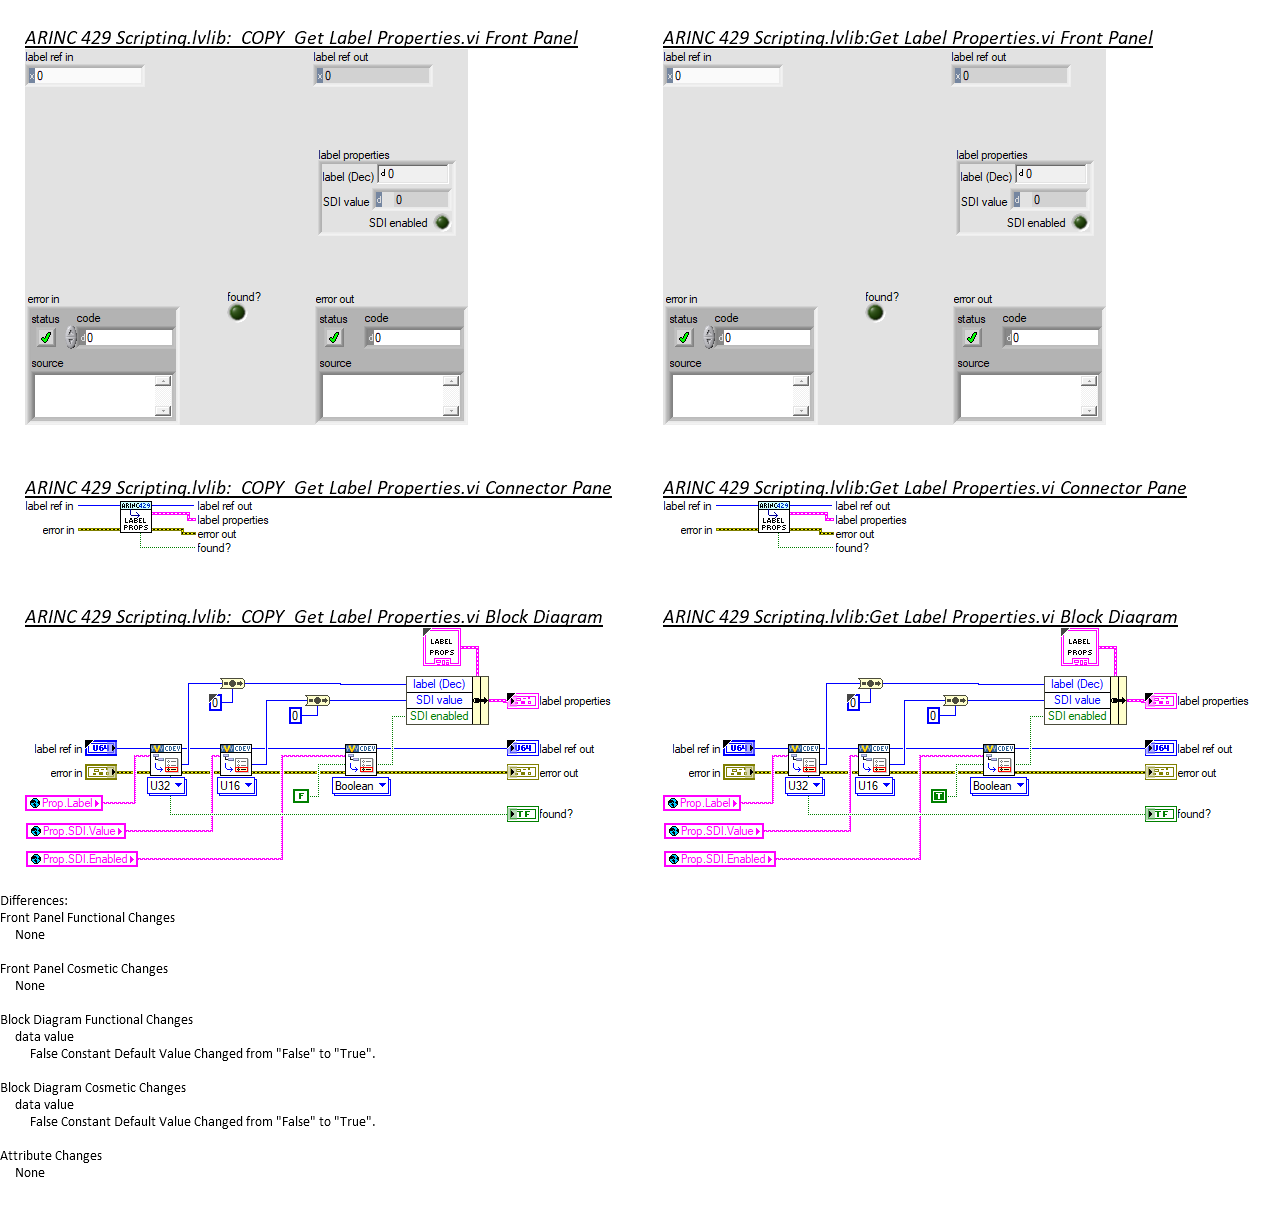 ARINC 429 Scripting.lvlib:_COPY_Get Label Properties.vi Front Panel
label ref in
x 0
label ref out
x 0
label properties
label (Dec) d 0
SDI value d 0
SDI enabled
error in
found?
error out
status code
d 0
status code
d 0
source
source
ARINC 429 Scripting.lvlib:Get Label Properties.vi Front Panel
label ref in
x 0
label ref out
x 0
label properties
label (Dec) d 0
SDI value d 0
SDI enabled
error in
found?
error out
status code
d 0
status code
d 0
source
source
ARINC 429 Scripting.lvlib:_COPY_Get Label Properties.vi Connector Pane
label ref in
ARINC429
LABEL
PROPS
label ref out
label properties
error in
error out
found?
ARINC 429 Scripting.lvlib:Get Label Properties.vi Connector Pane
label ref in
ARINC429
LABEL
PROPS
label ref out
label properties
error in
error out
found?
ARINC 429 Scripting.lvlib:_COPY_Get Label Properties.vi Block Diagram
LABEL
PROPS
label (Dec)
0
SDI value
label properties
0
SDI enabled
label ref in U64
CDEV
CDEV
CDEV
U64 label ref out
error in
error out
U32
U16
Boolean
F
Prop.Label
TF found?
Prop.SDI.Value
Prop.SDI.Enabled
ARINC 429 Scripting.lvlib:Get Label Properties.vi Block Diagram
LABEL
PROPS
label (Dec)
0
SDI value
label properties
0
SDI enabled
label ref in U64
CDEV
CDEV
CDEV
U64 label ref out
error in
error out
U32
U16
Boolean
T
Prop.Label
TF found?
Prop.SDI.Value
Prop.SDI.Enabled
Differences:
Front Panel Functional Changes
None
Front Panel Cosmetic Changes
None
Block Diagram Functional Changes
data value
False Constant Default Value Changed from "False" to "True".
Block Diagram Cosmetic Changes
data value
False Constant Default Value Changed from "False" to "True".
Attribute Changes
None